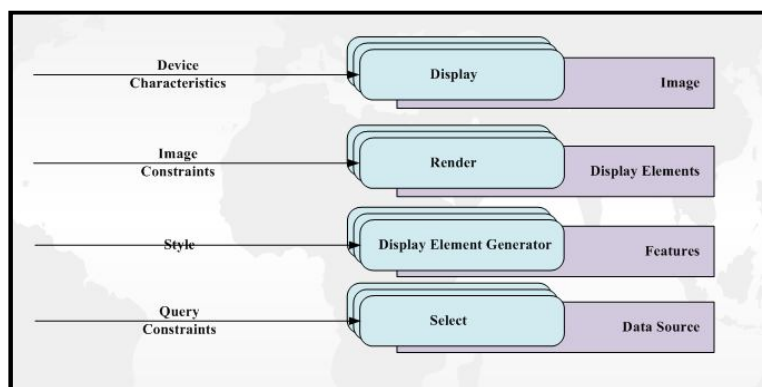 Device
Characteristics
Display
Image
Image
Constraints
Render
Display Elements
Style
Display Element Generator
Features
Query
Constraints
Select
Data Source